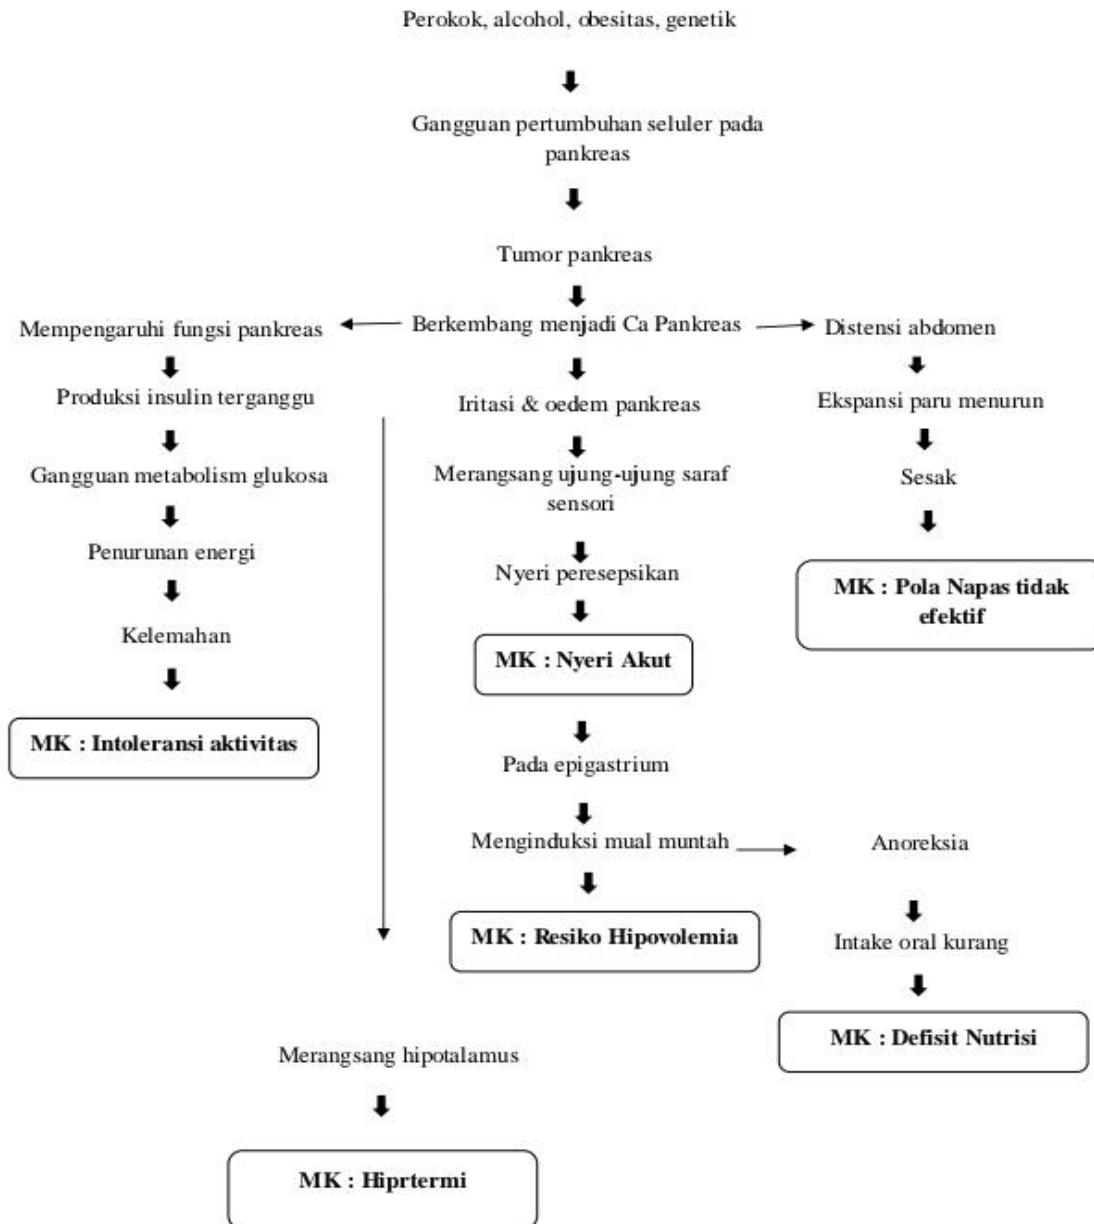 Perokok, alcohol, obesitas, genetik
Gangguan pertumbuhan seluler pada
pankreas
Tumor pankreas
Mempengaruhi fungsi pankreas
Berkembang menjadi Ca Pankreas
Distensi abdomen
Produksi insulin terganggu
Iritasi & oedem pankreas
Ekspansi paru menurun
Gangguan metabolism glukosa
Merangsang ujung-ujung saraf
sensori
Sesak
Penurunan energi
Nyeri peresepsikan
MK : Pola Napas tidak
efektif
Kelemahan
MK : Nyeri Akut
MK : Intoleransi aktivitas
Pada epigastrium
Menginduksi mual muntah
Anoreksia
MK : Resiko Hipovolemia
Intake oral kurang
MK : Defisit Nutrisi
Merangsang hipotalamus
MK : Hiprtermi